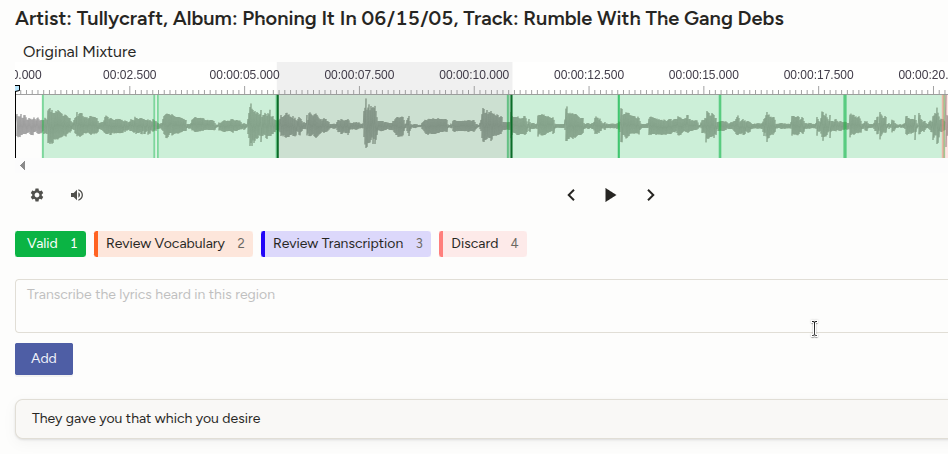 Artist: Tullycraft, Album: Phoning It In 06/15/05, Track: Rumble With The Gang Debs
Original Mixture
0.000 00:02.500 00:00:05.000 00:00:07.500 00:00:10.000 00:00:12.500 00:00:15.000 00:00:17.500 00:00:20.
Valid 1 Review Vocabulary 2 Review Transcription 3 Discard 4
Transcribe the lyrics heard in this region
Add
They gave you that which you desire